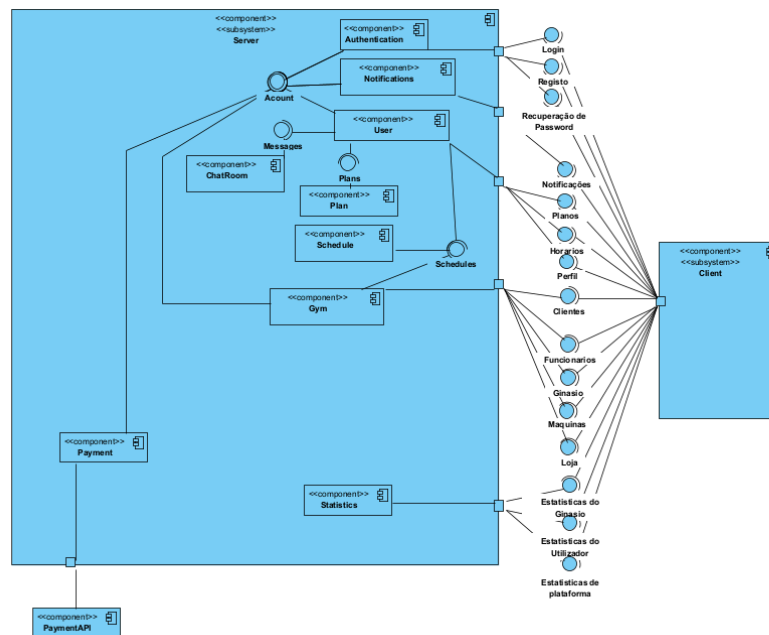 <<component>>
<<subsystem>>
Server
<<component>>
Authentication
<<component>>
Notifications
Acount
<<component>>
User
Messages
<<component>>
ChatRoom
Plans
<<component>>
Plan
<<component>>
Schedule
Schedules
<<component>>
Gym
<<component>>
Payment
<<component>>
Statistics
<<component>>
PaymentAPI
Login
Registo
Recuperação de
Password
Notificações
Planos
Horarios
Perfil
Clientes
Funcionarios
Ginasio
Maquinas
Loja
Estatisticas do
Ginasio
Estatisticas do
Utilizador
Estatisticas de
plataforma
<<component>>
<<subsystem>>
Client